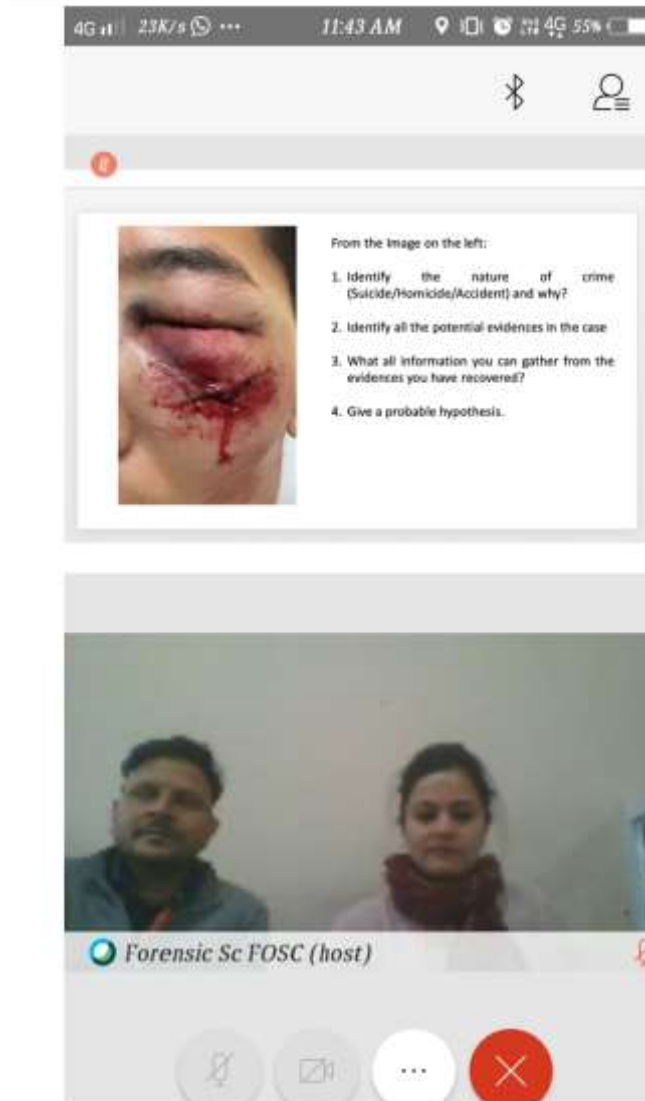 4G 23K/s ... 11:43 AM 4G 55%
From the Image on the left:
1. Identify the nature of crime
(Suicide/Homicide/Accident) and why?
2. Identify all the potential evidences in the case
3. What all information you can gather from the
evidences you have recovered?
4. Give a probable hypothesis.
Forensic Sc FOSC (host)